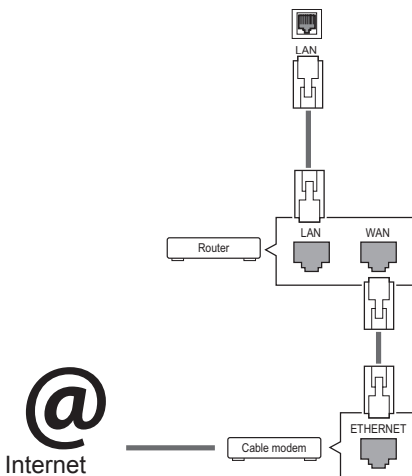 LAN
LAN WAN
Router
ETHERNET
@
Cable modem
Internet